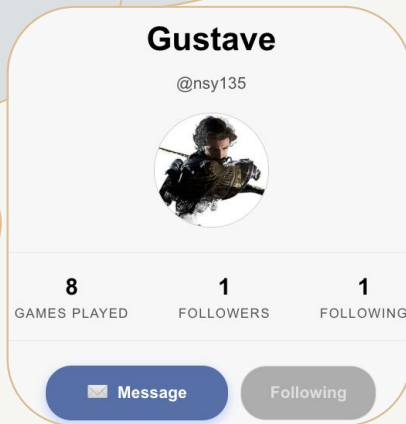 Gustave
@nsy135
8 1 1
GAMES PLAYED FOLLOWERS FOLLOWING
Message Following